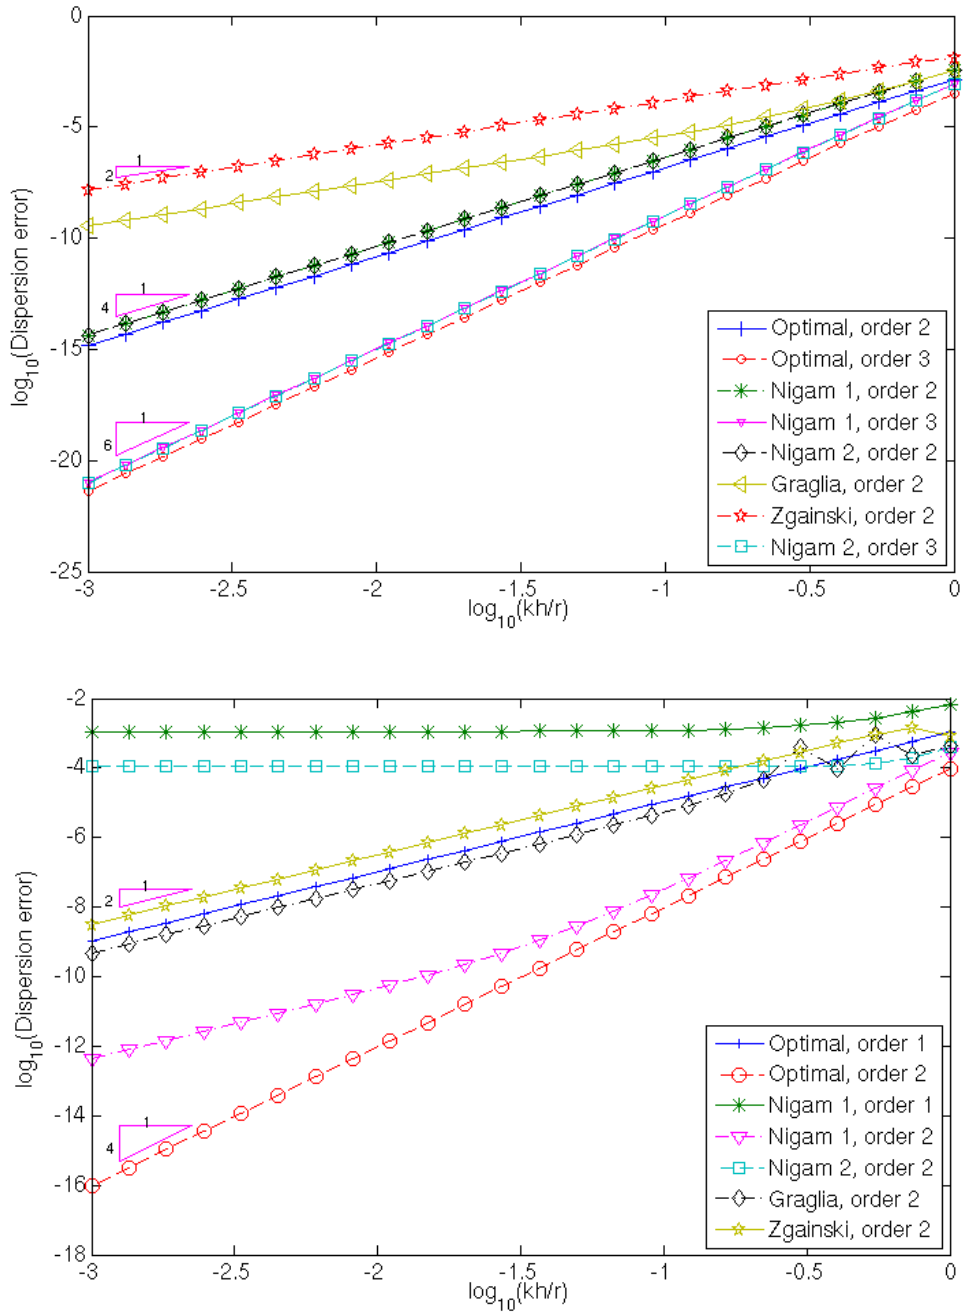 0
-5
-10
-15
-20
-25
log10(Dispersion error)
1
2
1
4
1
6
Optimal, order 2
Optimal, order 3
Nigam 1, order 2
Nigam 1, order 3
Nigam 2, order 2
Graglia, order 2
Zgainski, order 2
Nigam 2, order 3
-3
-2.5
-2
-1.5
-1
-0.5
0
log10(kh/r)
-2
-4
-6
-8
-10
-12
-14
-16
-18
log10(Dispersion error)
1
2
1
4
Optimal, order 1
Optimal, order 2
Nigam 1, order 1
Nigam 1, order 2
Nigam 2, order 2
Graglia, order 2
Zgainski, order 2
-3
-2.5
-2
-1.5
-1
-0.5
0
log10(kh/r)